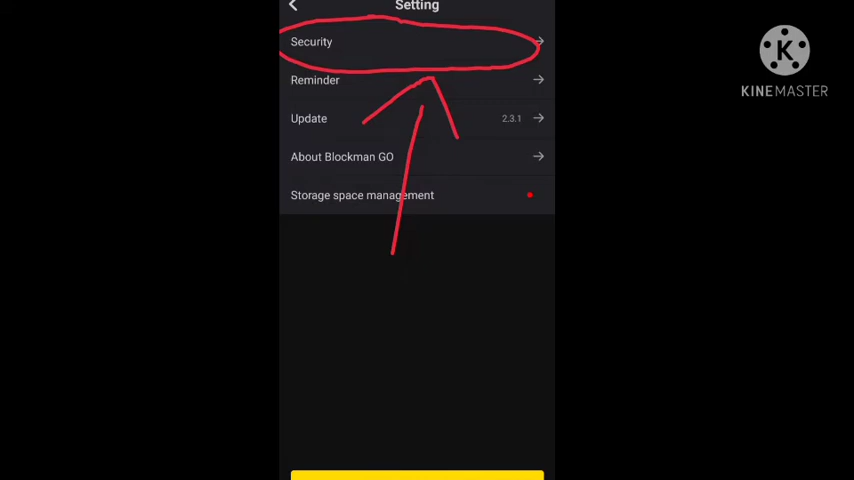 Setting
Security
Reminder
Update 2.3.1
About Blockman GO
Storage space management
K
KINEMASTER